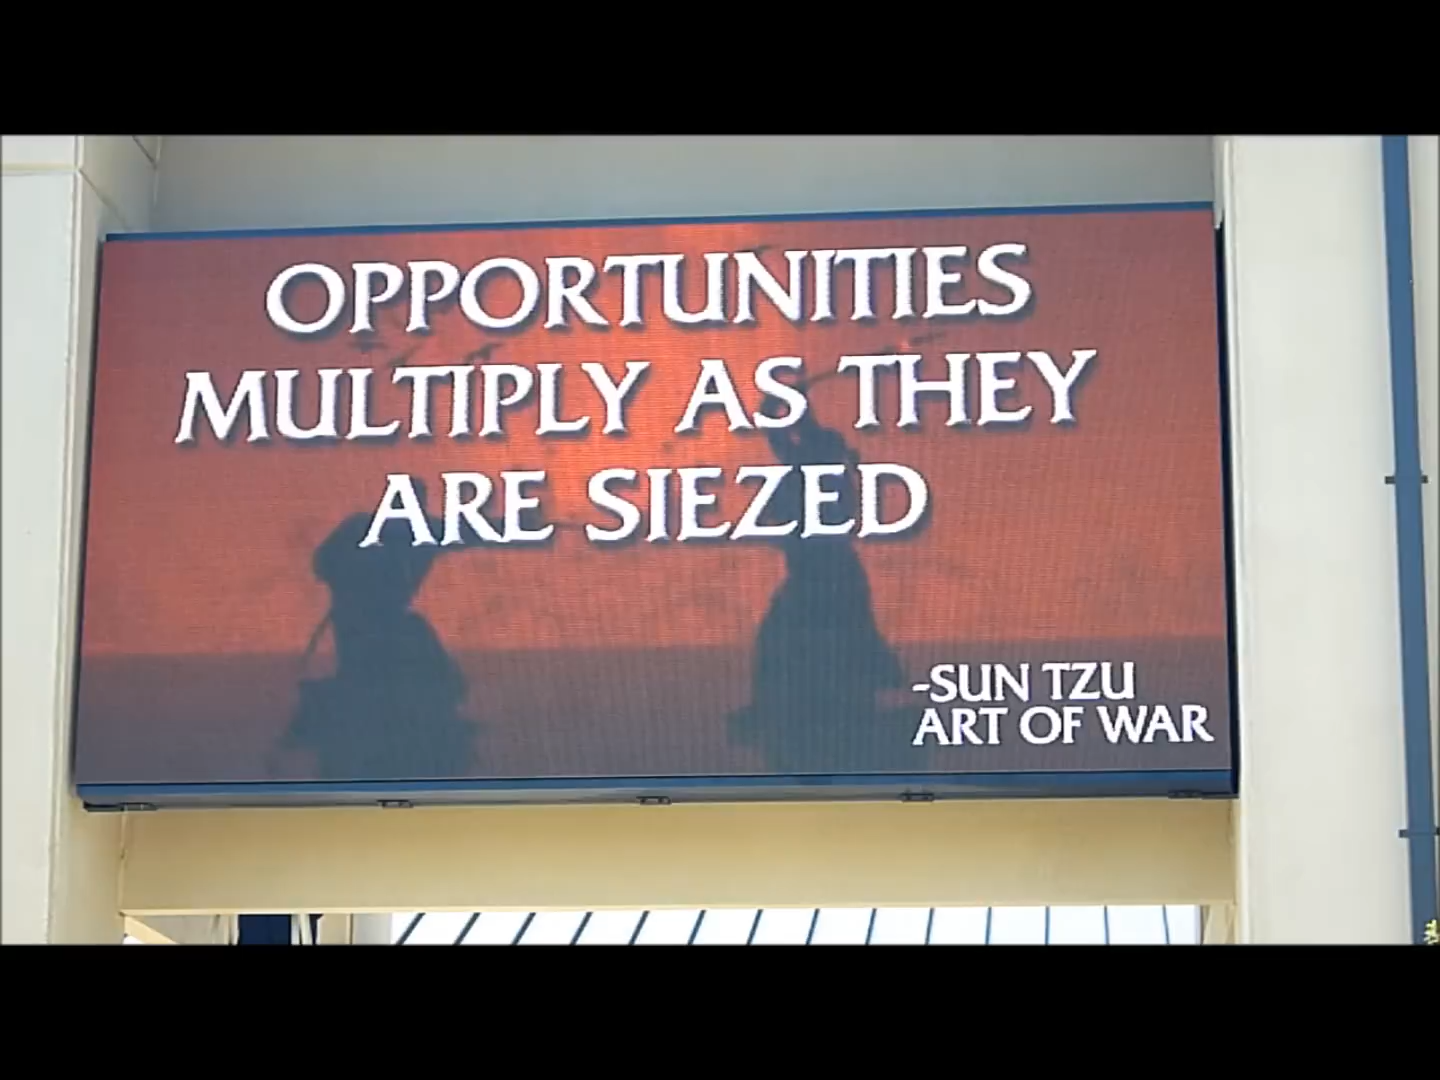 OPPORTUNITIES
MULTIPLY AS THEY
ARE SIEZED
-SUN TZU
ART OF WAR